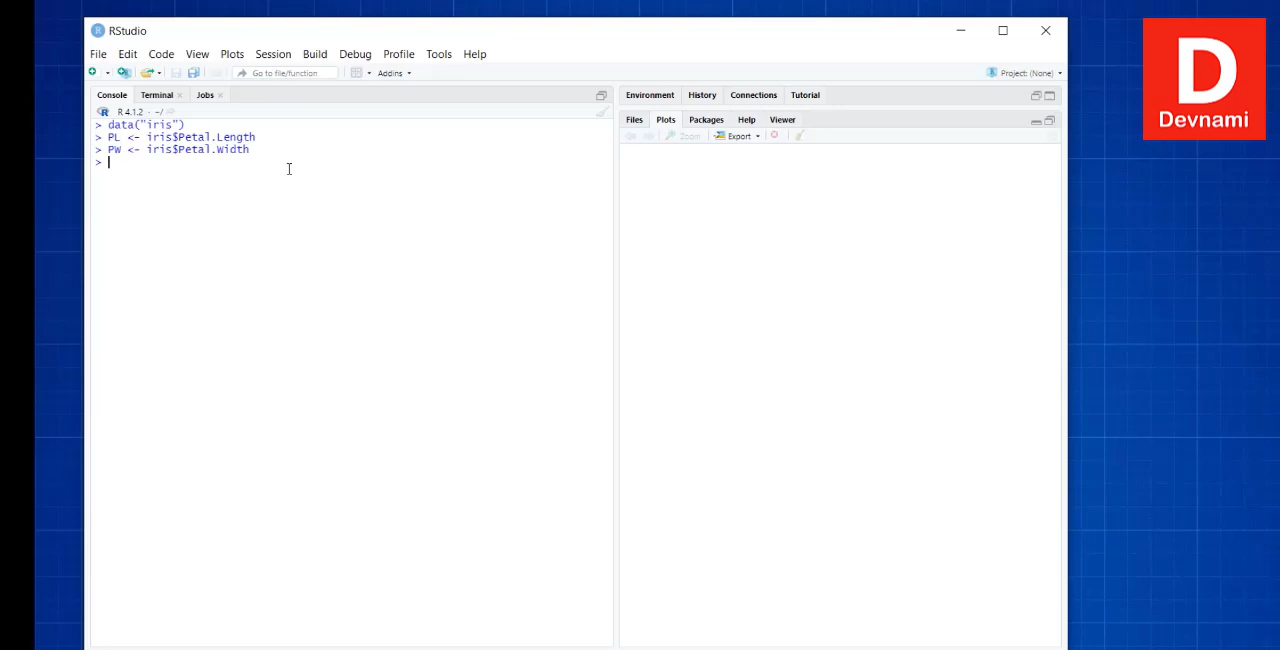 RStudio
File Edit Code View Plots Session Build Debug Profile Tools Help
Go to file/function Addins Project: (None)
Console Terminal Jobs
R 4.1.2 · ~/
> data("iris")
> PL <- iris$Petal.Length
> PW <- iris$Petal.Width
>
Environment History Connections Tutorial
Files Plots Packages Help Viewer
Zoom Export
D
Devnami